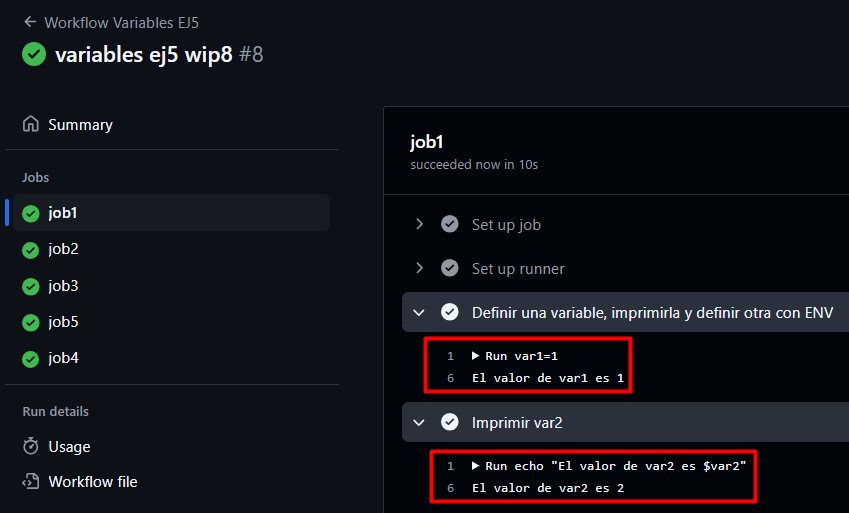 Workflow Variables EJ5
variables ej5 wip8 #8
Summary
Jobs
job1
job2
job3
job5
job4
Run details
Usage
Workflow file
job1
succeeded now in 10s
Set up job
Set up runner
Definir una variable, imprimirla y definir otra con ENV
1 Run var1=1
6 El valor de var1 es 1
Imprimir var2
1 Run echo "El valor de var2 es $var2"
6 El valor de var2 es 2